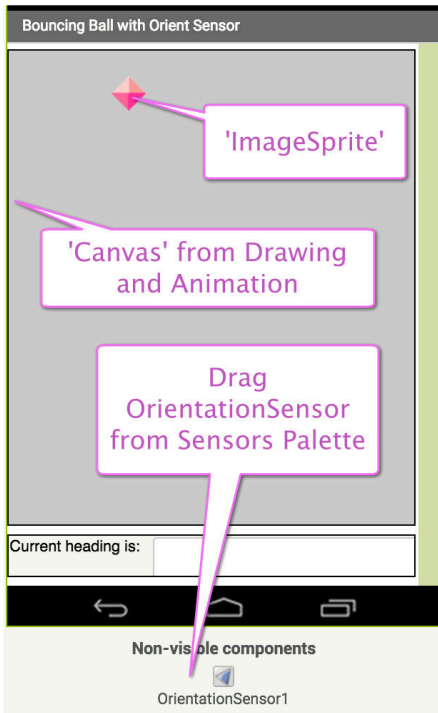 Bouncing Ball with Orient Sensor
'ImageSprite'
'Canvas' from Drawing
and Animation
Drag
OrientationSensor
from Sensors Palette
Current heading is:
Non-visible components
OrientationSensor1